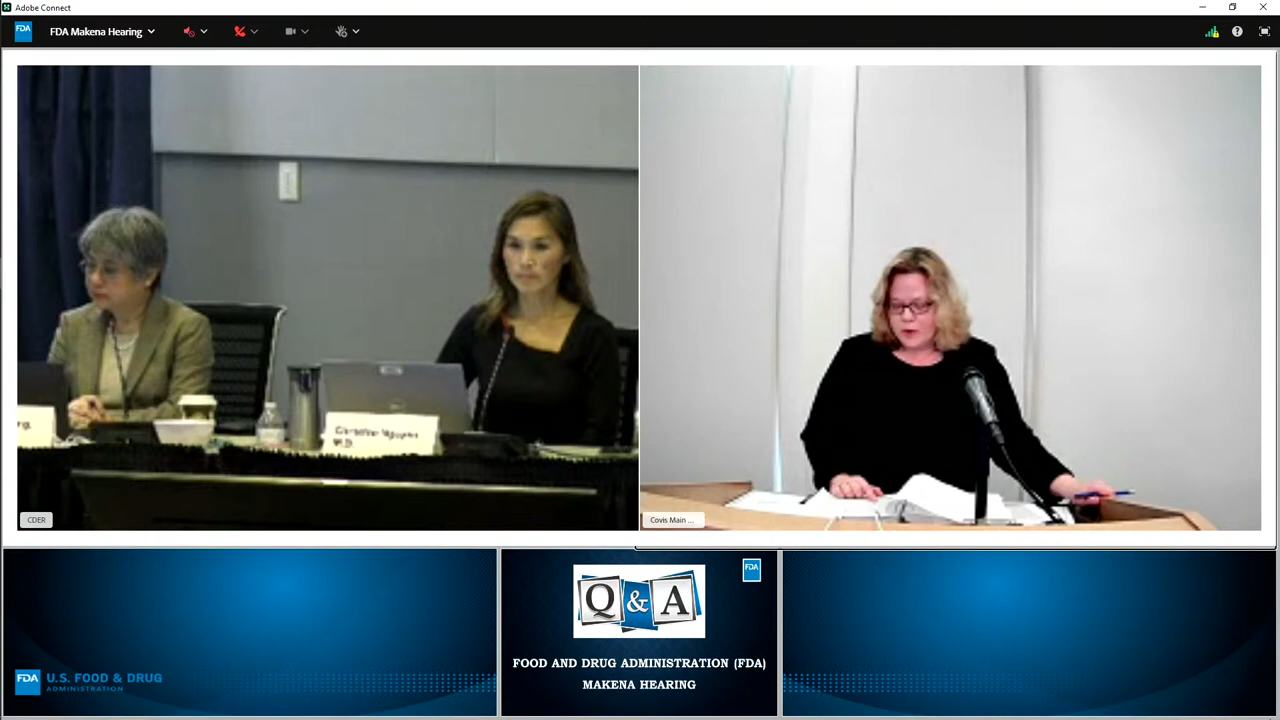 Adobe Connect
FDA
FDA Makena Hearing
M.D.
CDER
Covis Main ...
FDA
Q & A
FOOD AND DRUG ADMINISTRATION (FDA)
MAKENA HEARING
FDA U.S. FOOD & DRUG
ADMINISTRATION